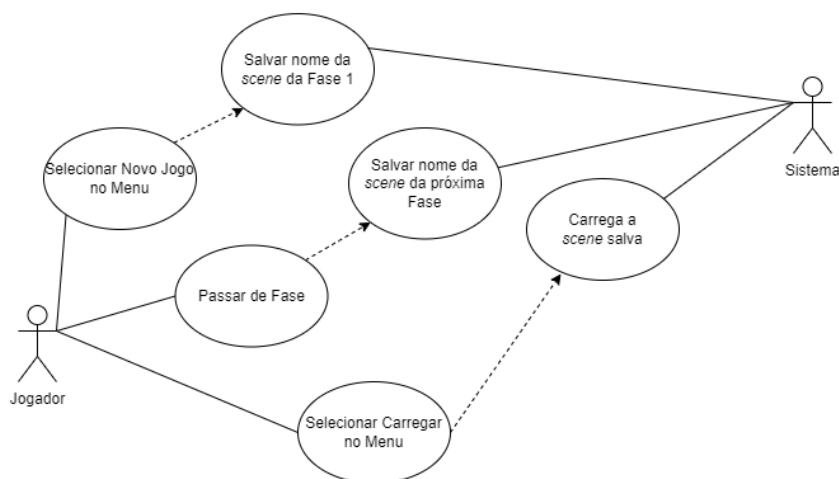 Salvar nome da
scene da Fase 1
Selecionar Novo Jogo
no Menu
Salvar nome da
scene da próxima
Fase
Sistema
Carrega a
scene salva
Passar de Fase
Jogador
Selecionar Carregar
no Menu